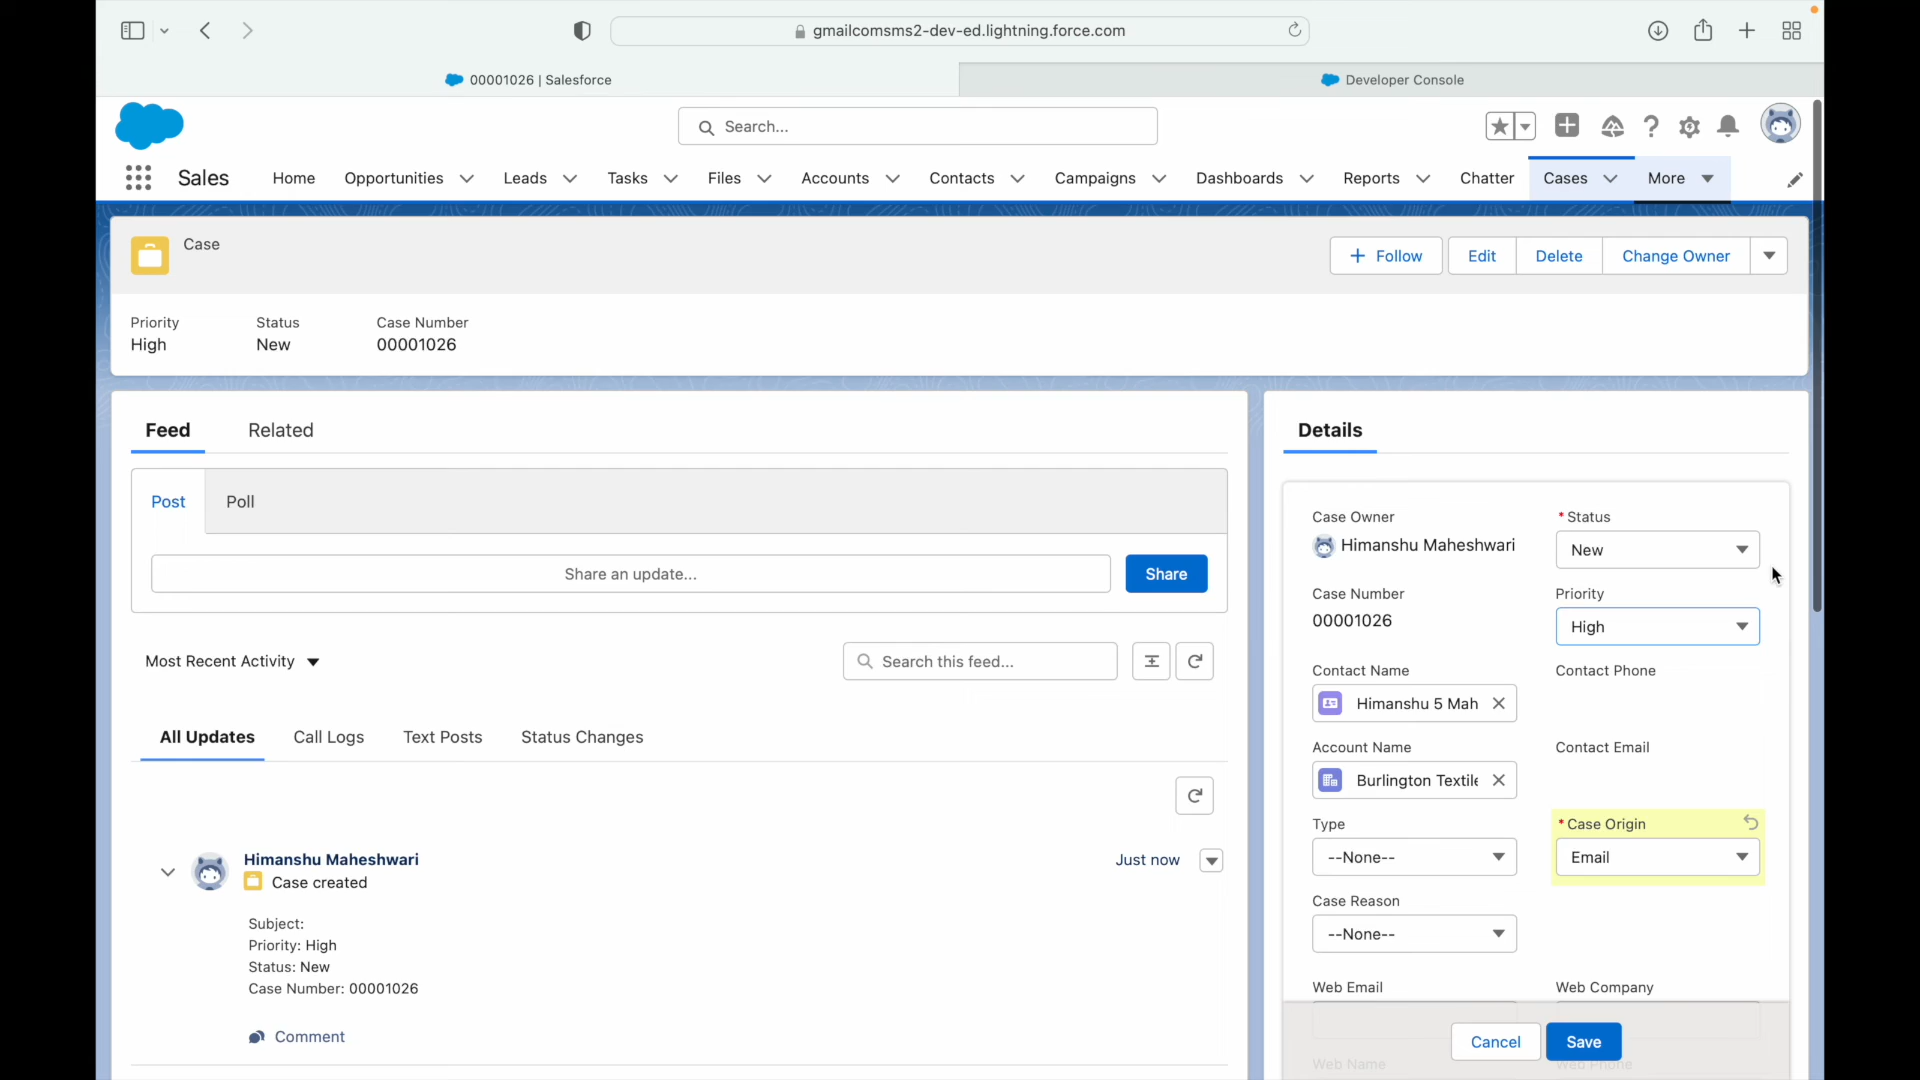 gmailcomsms2-dev-ed.lightning.force.com
00001026 | Salesforce
Developer Console
Search...
Sales
Home
Opportunities
Leads
Tasks
Files
Accounts
Contacts
Campaigns
Dashboards
Reports
Chatter
Cases
More
Case
Follow
Edit
Delete
Change Owner
Priority
High
Status
New
Case Number
00001026
Feed
Related
Post
Poll
Share an update...
Share
Most Recent Activity
Search this feed...
All Updates
Call Logs
Text Posts
Status Changes
Himanshu Maheshwari
Case created
Just now
Subject:
Priority: High
Status: New
Case Number: 00001026
Comment
Details
Case Owner
Himanshu Maheshwari
* Status
New
Case Number
00001026
Priority
High
Contact Name
Himanshu 5 Mah
Contact Phone
Account Name
Burlington Textile
Contact Email
Type
--None--
* Case Origin
Email
Case Reason
--None--
Web Email
Web Company
Cancel
Save
Web Name
Web Phone